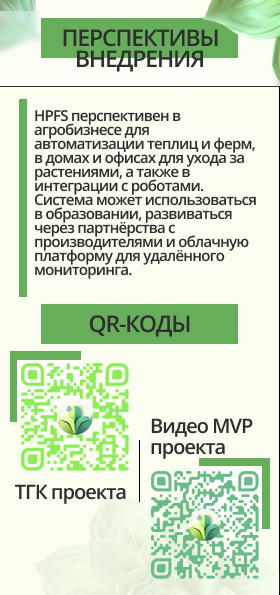 ПЕРСПЕКТИВЫ
ВНЕДРЕНИЯ
HPFS перспективен в
агробизнесе для
автоматизации теплиц и ферм,
в домах и офисах для ухода за
растениями, а также в
интеграции с роботами.
Система может использоваться
в образовании, развиваться
через партнёрства с
производителями и облачную
платформу для удалённого
мониторинга.
QR-КОДЫ
Видео MVP
проекта
ТГК проекта